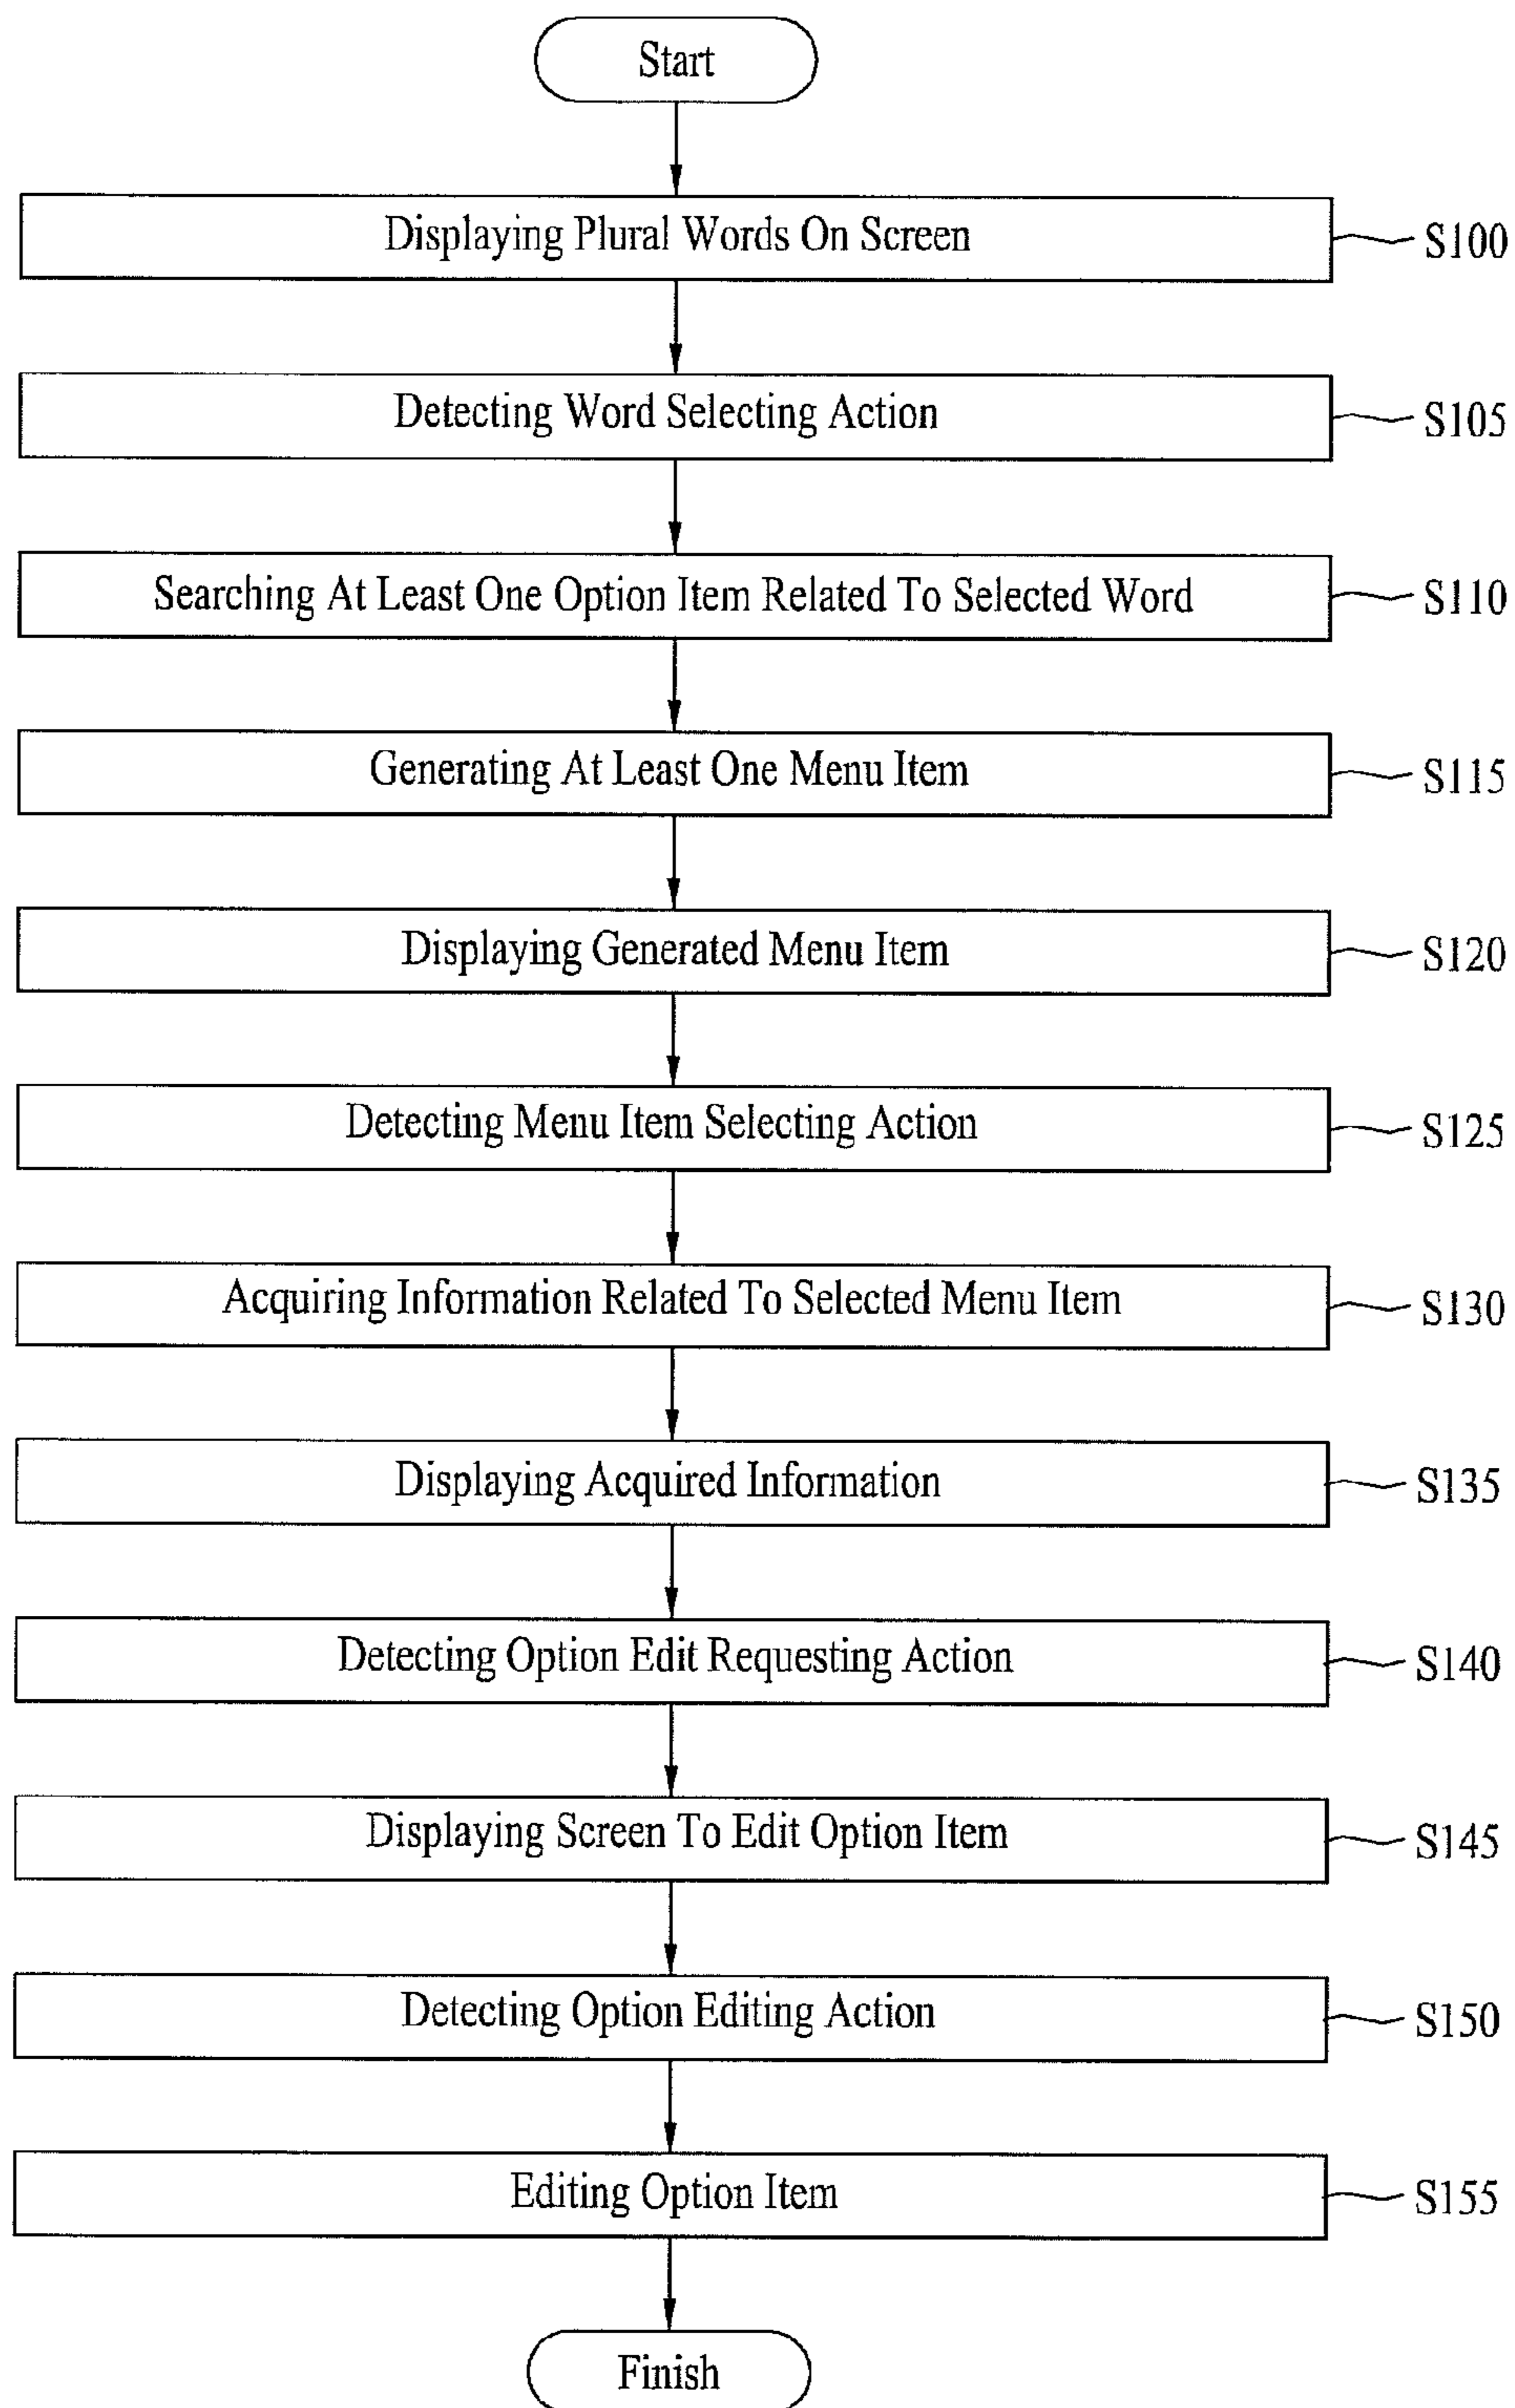 Start
Displaying Plural Words On Screen
S100
Detecting Word Selecting Action
S105
Searching At Least One Option Item Related To Selected Word
S110
Generating At Least One Menu Item
S115
Displaying Generated Menu Item
S120
Detecting Menu Item Selecting Action
S125
Acquiring Information Related To Selected Menu Item
S130
Displaying Acquired Information
S135
Detecting Option Edit Requesting Action
S140
Displaying Screen To Edit Option Item
S145
Detecting Option Editing Action
S150
Editing Option Item
S155
Finish